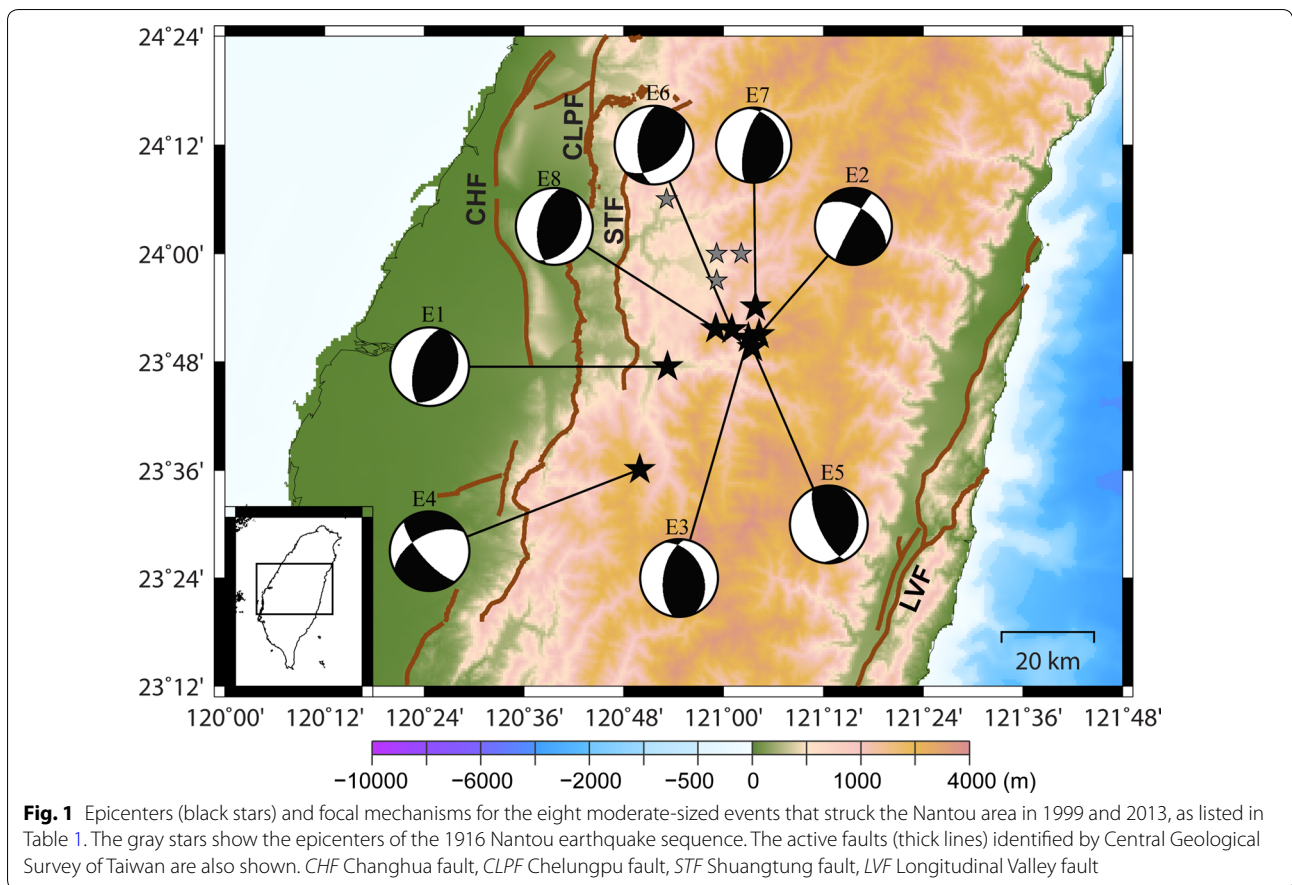 24°24'
24°12'
24°00'
23°48'
23°36'
23°24'
23°12'
CLPF
E6
E7
E8
CHF
STF
E2
E1
E4
E3
E5
LVF
20 km
120°00' 120°12' 120°24' 120°36' 120°48' 121°00' 121°12' 121°24' 121°36' 121°48'
−10000 −6000 −2000 −500 0 1000 4000 (m)
Fig. 1 Epicenters (black stars) and focal mechanisms for the eight moderate-sized events that struck the Nantou area in 1999 and 2013, as listed in
Table 1. The gray stars show the epicenters of the 1916 Nantou earthquake sequence. The active faults (thick lines) identified by Central Geological
Survey of Taiwan are also shown. CHF Changhua fault, CLPF Chelungpu fault, STF Shuangtung fault, LVF Longitudinal Valley fault